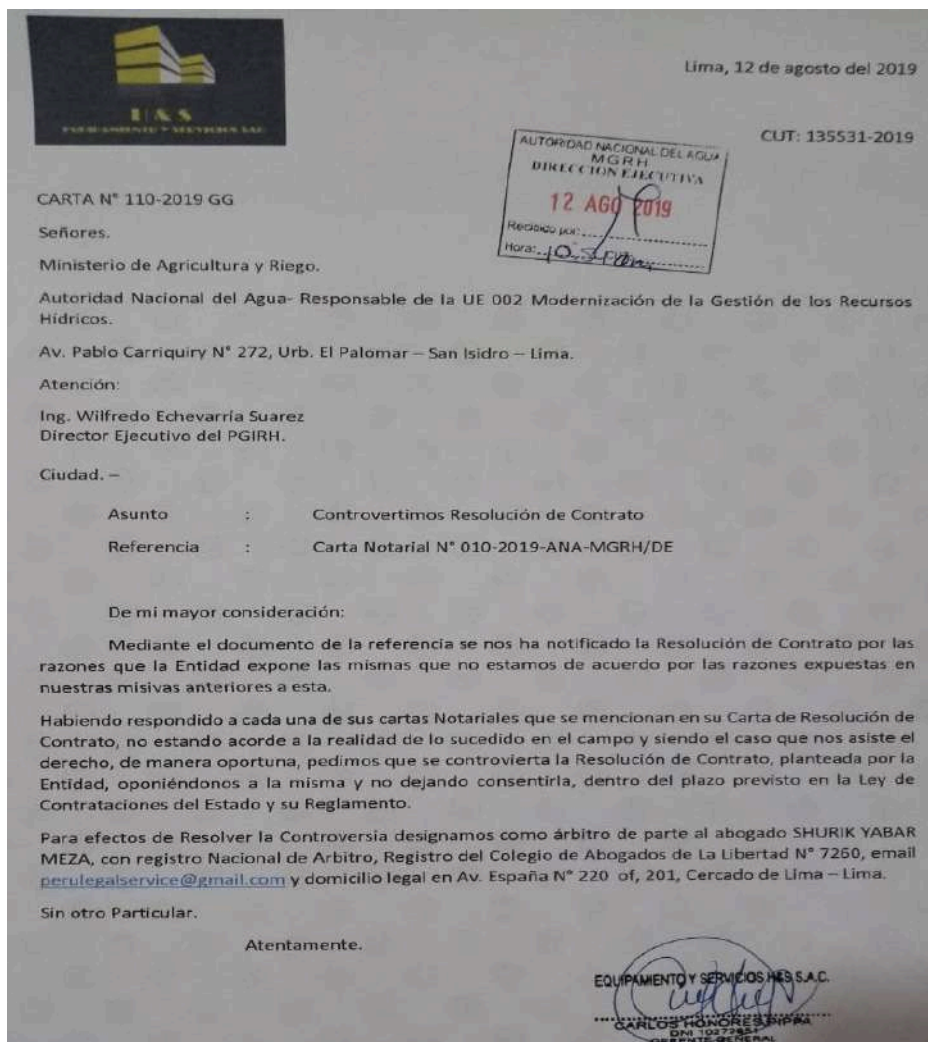 Lima, 12 de agosto del 2019
CUT: 135531-2019
EQUIPAMIENTO Y SERVICIOS SAC
AUTORIDAD NACIONAL DEL AGUA
MGRH
DIRECCION EJECUTIVA
12 AGO 2019
Recibido por:
Hora:
CARTA N° 110-2019 GG
Señores.
Ministerio de Agricultura y Riego.
Autoridad Nacional del Agua- Responsable de la UE 002 Modernización de la Gestión de los Recursos
Hídricos.
Av. Pablo Carriquiry N° 272, Urb. El Palomar – San Isidro – Lima.
Atención:
Ing. Wilfredo Echevarría Suarez
Director Ejecutivo del PGIRH.
Ciudad. –
Asunto : Controvertimos Resolución de Contrato
Referencia : Carta Notarial N° 010-2019-ANA-MGRH/DE
De mi mayor consideración:
Mediante el documento de la referencia se nos ha notificado la Resolución de Contrato por las
razones que la Entidad expone las mismas que no estamos de acuerdo por las razones expuestas en
nuestras misivas anteriores a esta.
Habiendo respondido a cada una de sus cartas Notariales que se mencionan en su Carta de Resolución de
Contrato, no estando acorde a la realidad de lo sucedido en el campo y siendo el caso que nos asiste el
derecho, de manera oportuna, pedimos que se controvierta la Resolución de Contrato, planteada por la
Entidad, oponiéndonos a la misma y no dejando consentirla, dentro del plazo previsto en la Ley de
Contrataciones del Estado y su Reglamento.
Para efectos de Resolver la Controversia designamos como árbitro de parte al abogado SHURIK YABAR
MEZA, con registro Nacional de Arbitro, Registro del Colegio de Abogados de La Libertad N° 7260, email
perulegalservice@gmail.com y domicilio legal en Av. España N° 220 of, 201, Cercado de Lima – Lima.
Sin otro Particular.
Atentamente.
EQUIPAMIENTO Y SERVICIOS HES S.A.C.
CARLOS HONORES PIPPA
DNI
GERENTE GENERAL